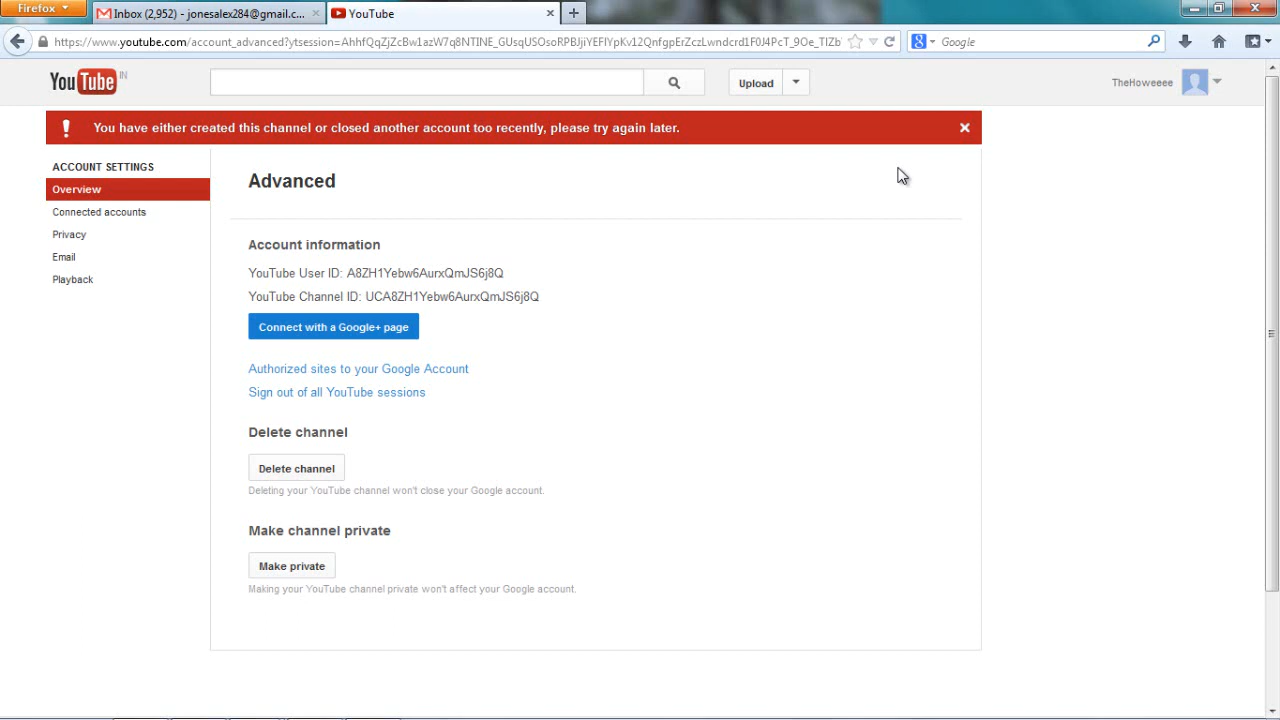 Firefox
Inbox (2,952) - jonesalex284@gmail.c...
YouTube
https://www.youtube.com/account_advanced?ytsession=
Google
YouTube IN
Upload
TheHoweeee
You have either created this channel or closed another account too recently, please try again later.
ACCOUNT SETTINGS
Overview
Connected accounts
Privacy
Email
Playback
Advanced
Account information
YouTube User ID: A8ZH1Yebw6AurxQmJS6j8Q
YouTube Channel ID: UCA8ZH1Yebw6AurxQmJS6j8Q
Connect with a Google+ page
Authorized sites to your Google Account
Sign out of all YouTube sessions
Delete channel
Delete channel
Deleting your YouTube channel won't close your Google account.
Make channel private
Make private
Making your YouTube channel private won't affect your Google account.